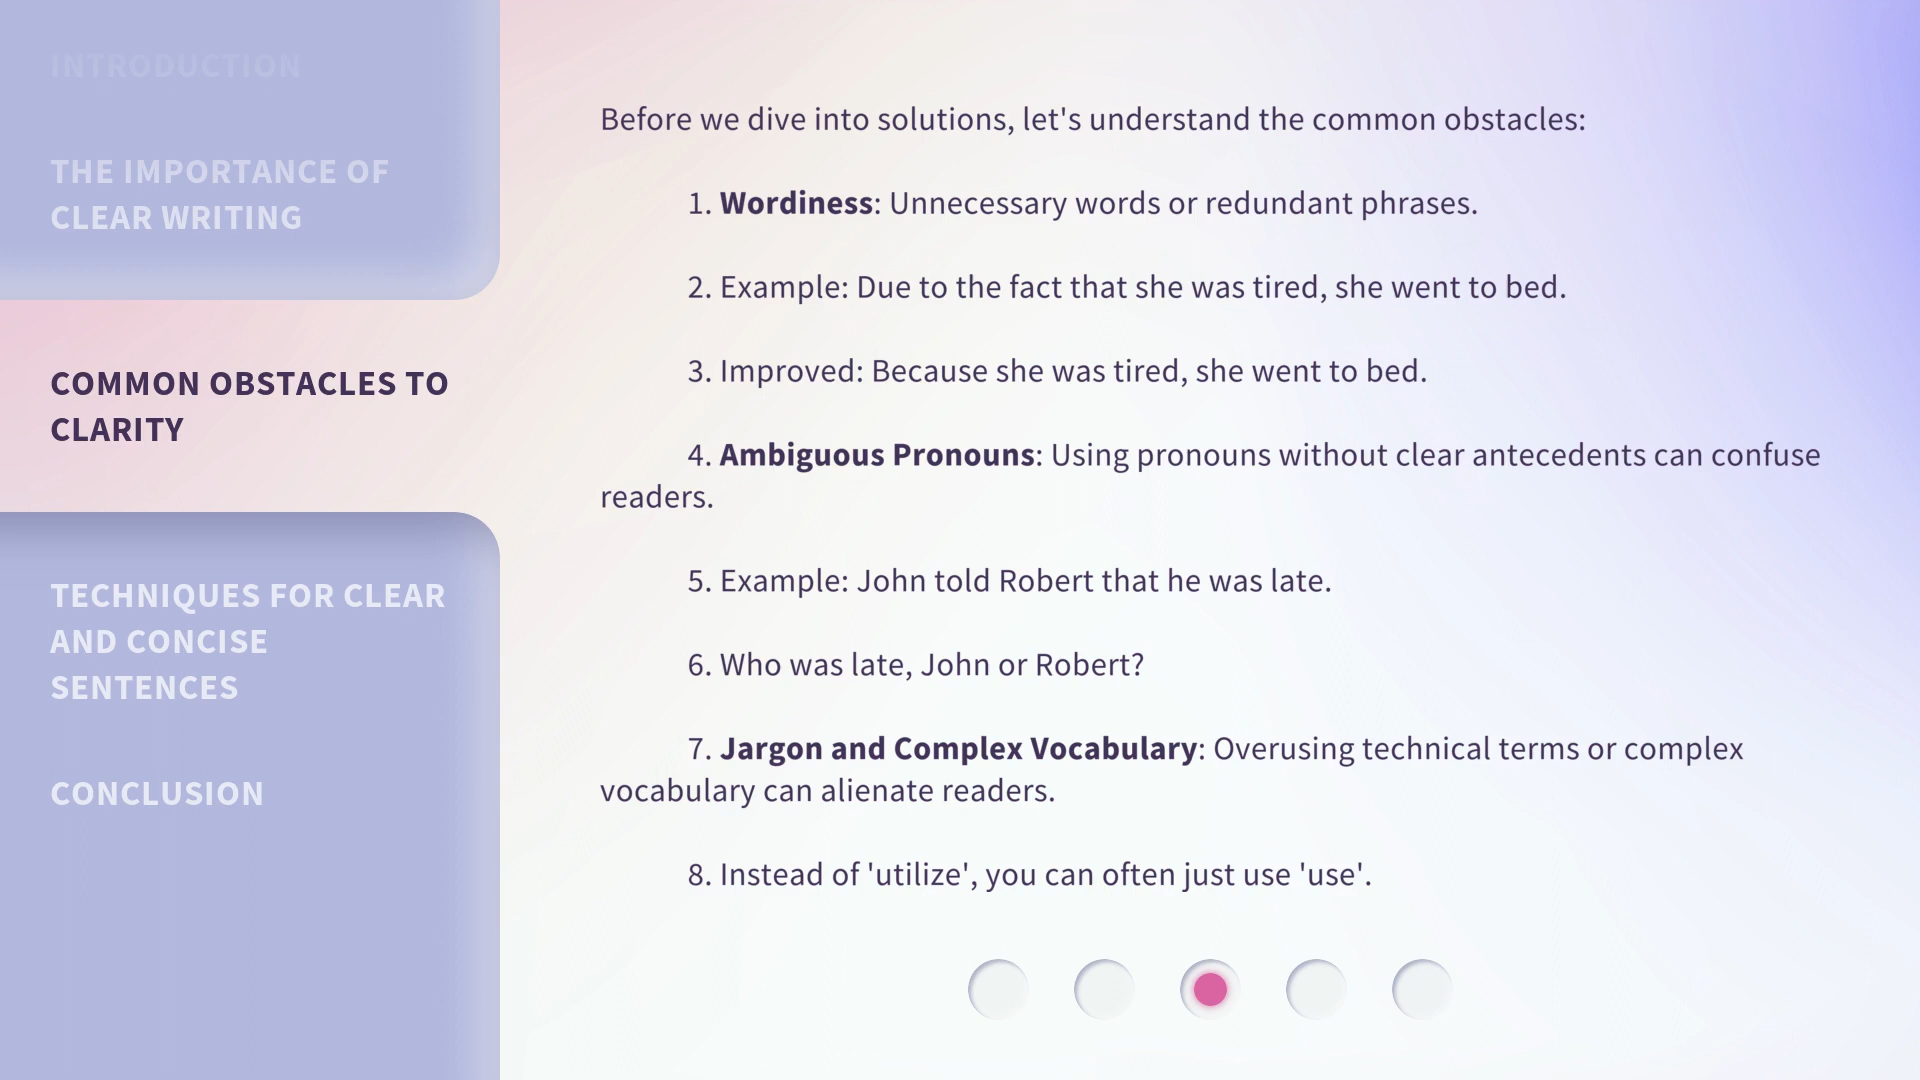 INTRODUCTION
THE IMPORTANCE OF
CLEAR WRITING
COMMON OBSTACLES TO
CLARITY
TECHNIQUES FOR CLEAR
AND CONCISE
SENTENCES
CONCLUSION
Before we dive into solutions, let's understand the common obstacles:
1. Wordiness: Unnecessary words or redundant phrases.
2. Example: Due to the fact that she was tired, she went to bed.
3. Improved: Because she was tired, she went to bed.
4. Ambiguous Pronouns: Using pronouns without clear antecedents can confuse
readers.
5. Example: John told Robert that he was late.
6. Who was late, John or Robert?
7. Jargon and Complex Vocabulary: Overusing technical terms or complex
vocabulary can alienate readers.
8. Instead of 'utilize', you can often just use 'use'.